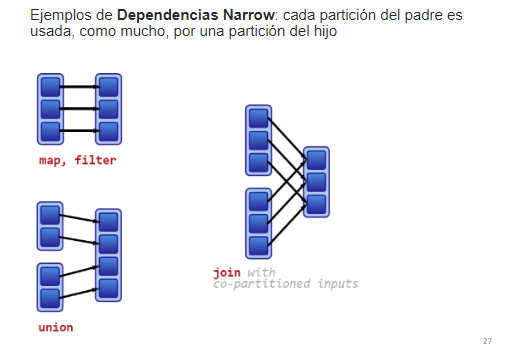 Ejemplos de Dependencias Narrow: cada partición del padre es
usada, como mucho, por una partición del hijo
map, filter
union
join with
co-partitioned inputs
27